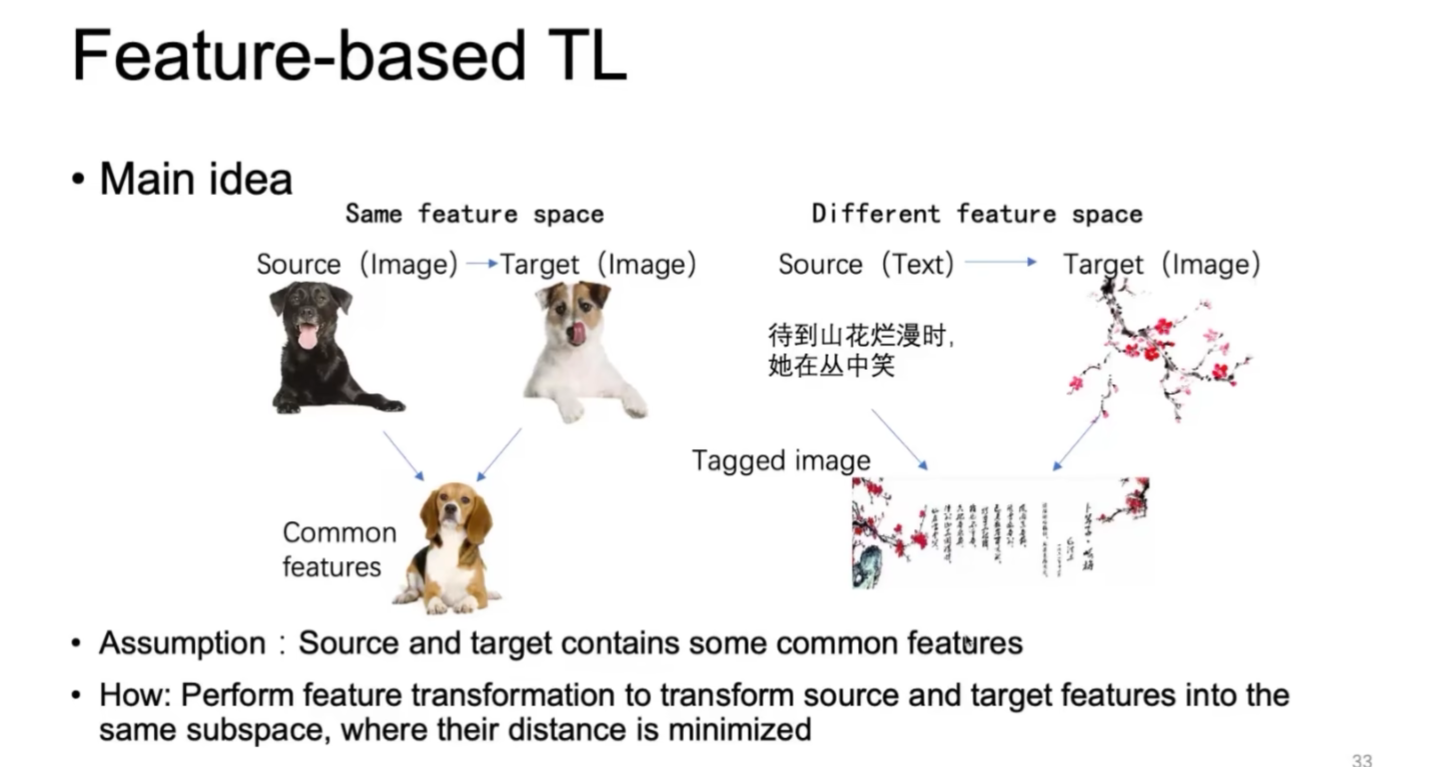 Feature-based TL
• Main idea
Same feature space
Source (Image) Target (Image)
Common
features
Different feature space
Source (Text) Target (Image)
待到山花烂漫时,
她在丛中笑
Tagged image
• Assumption : Source and target contains some common features
• How: Perform feature transformation to transform source and target features into the
same subspace, where their distance is minimized
33